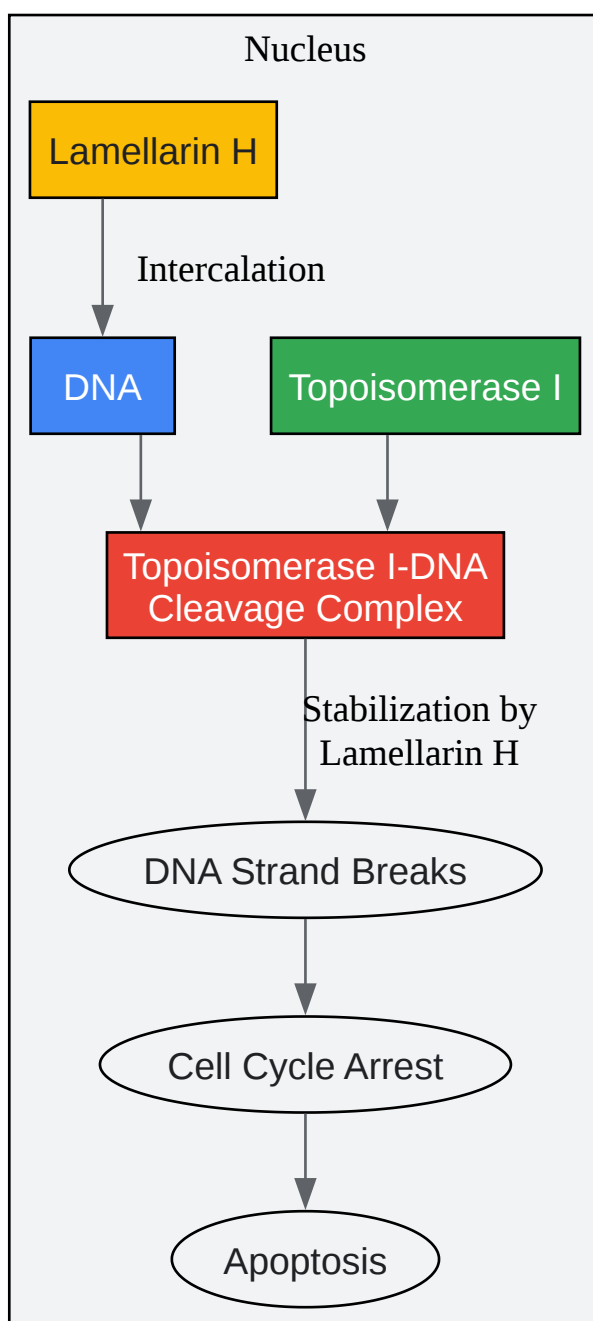 Nucleus
Lamellarin H
Intercalation
DNA
Topoisomerase I
Topoisomerase I-DNA
Cleavage Complex
Stabilization by
Lamellarin H
DNA Strand Breaks
Cell Cycle Arrest
Apoptosis